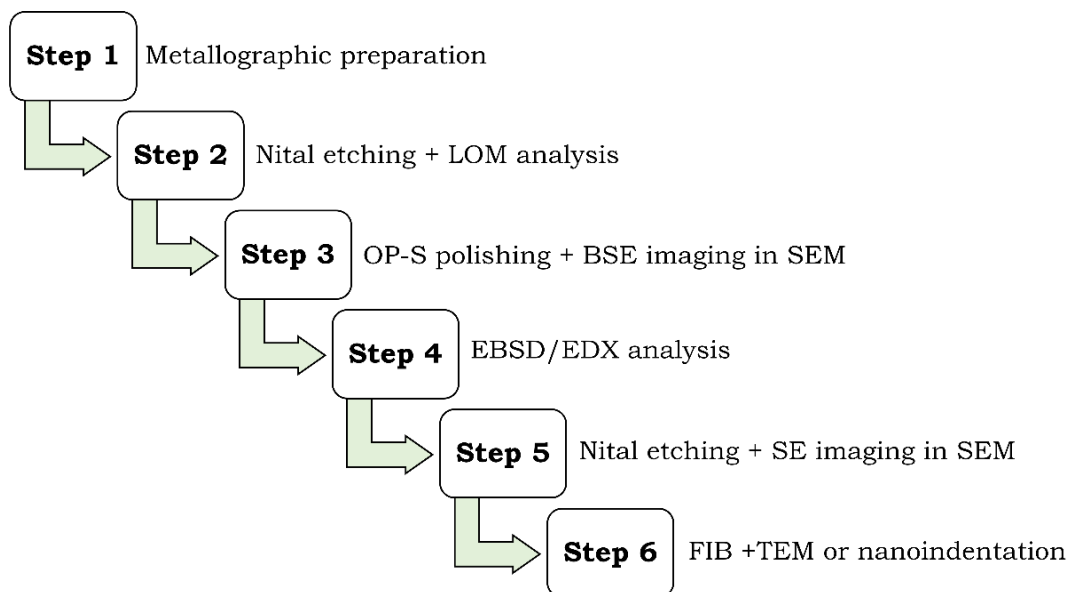 Step 1 Metallographic preparation
Step 2 Nital etching + LOM analysis
Step 3 OP-S polishing + BSE imaging in SEM
Step 4 EBSD/EDX analysis
Step 5 Nital etching + SE imaging in SEM
Step 6 FIB +TEM or nanoindentation